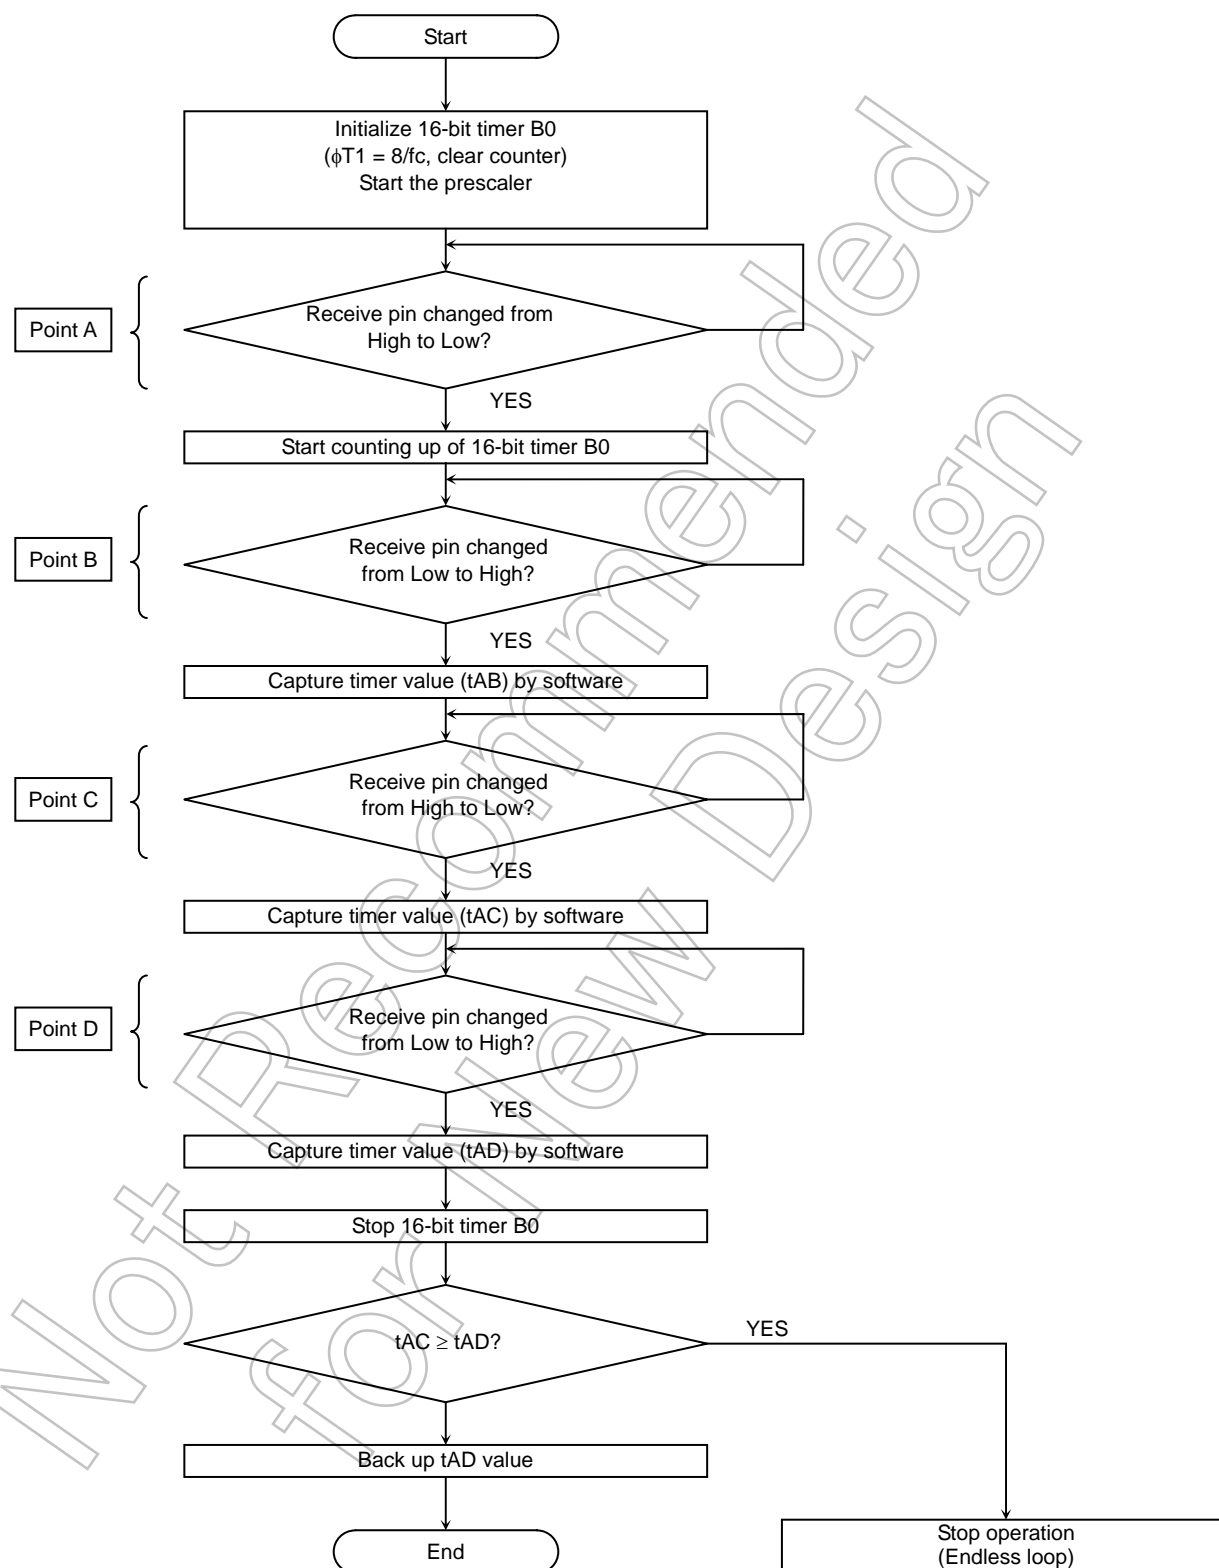 Start
Initialize 16-bit timer B0
(ϕT1 = 8/fc, clear counter)
Start the prescaler
Point A
Receive pin changed from
High to Low?
YES
Start counting up of 16-bit timer B0
Point B
Receive pin changed
from Low to High?
YES
Capture timer value (tAB) by software
Point C
Receive pin changed
from High to Low?
YES
Capture timer value (tAC) by software
Point D
Receive pin changed
from Low to High?
YES
Capture timer value (tAD) by software
Stop 16-bit timer B0
tAC ≥ tAD?
YES
Back up tAD value
End
Stop operation
(Endless loop)
Not Recommended
for New Design